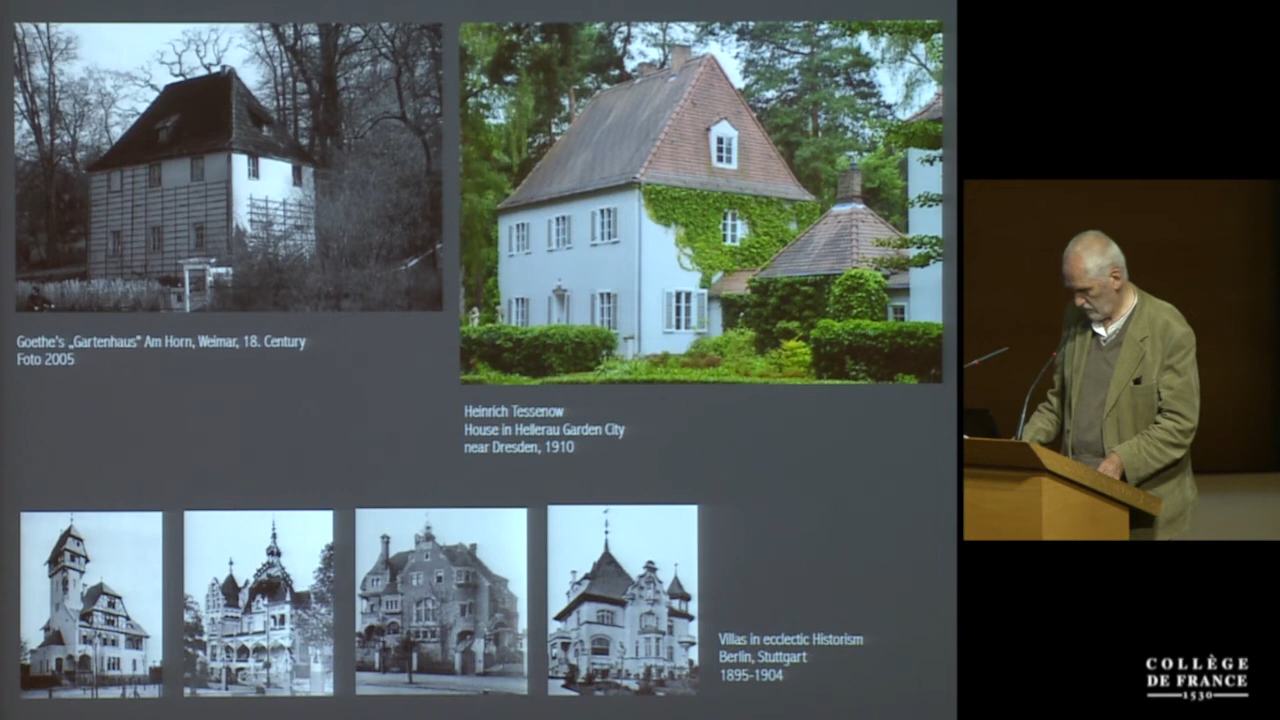 Goethe's „Gartenhaus" Am Horn, Weimar, 18. Century
Foto 2005
Heinrich Tessenow
House in Hellerau Garden City
near Dresden, 1910
Villas in ecclectic Historism
Berlin, Stuttgart
1895-1904
COLLÈGE
DE FRANCE
1530